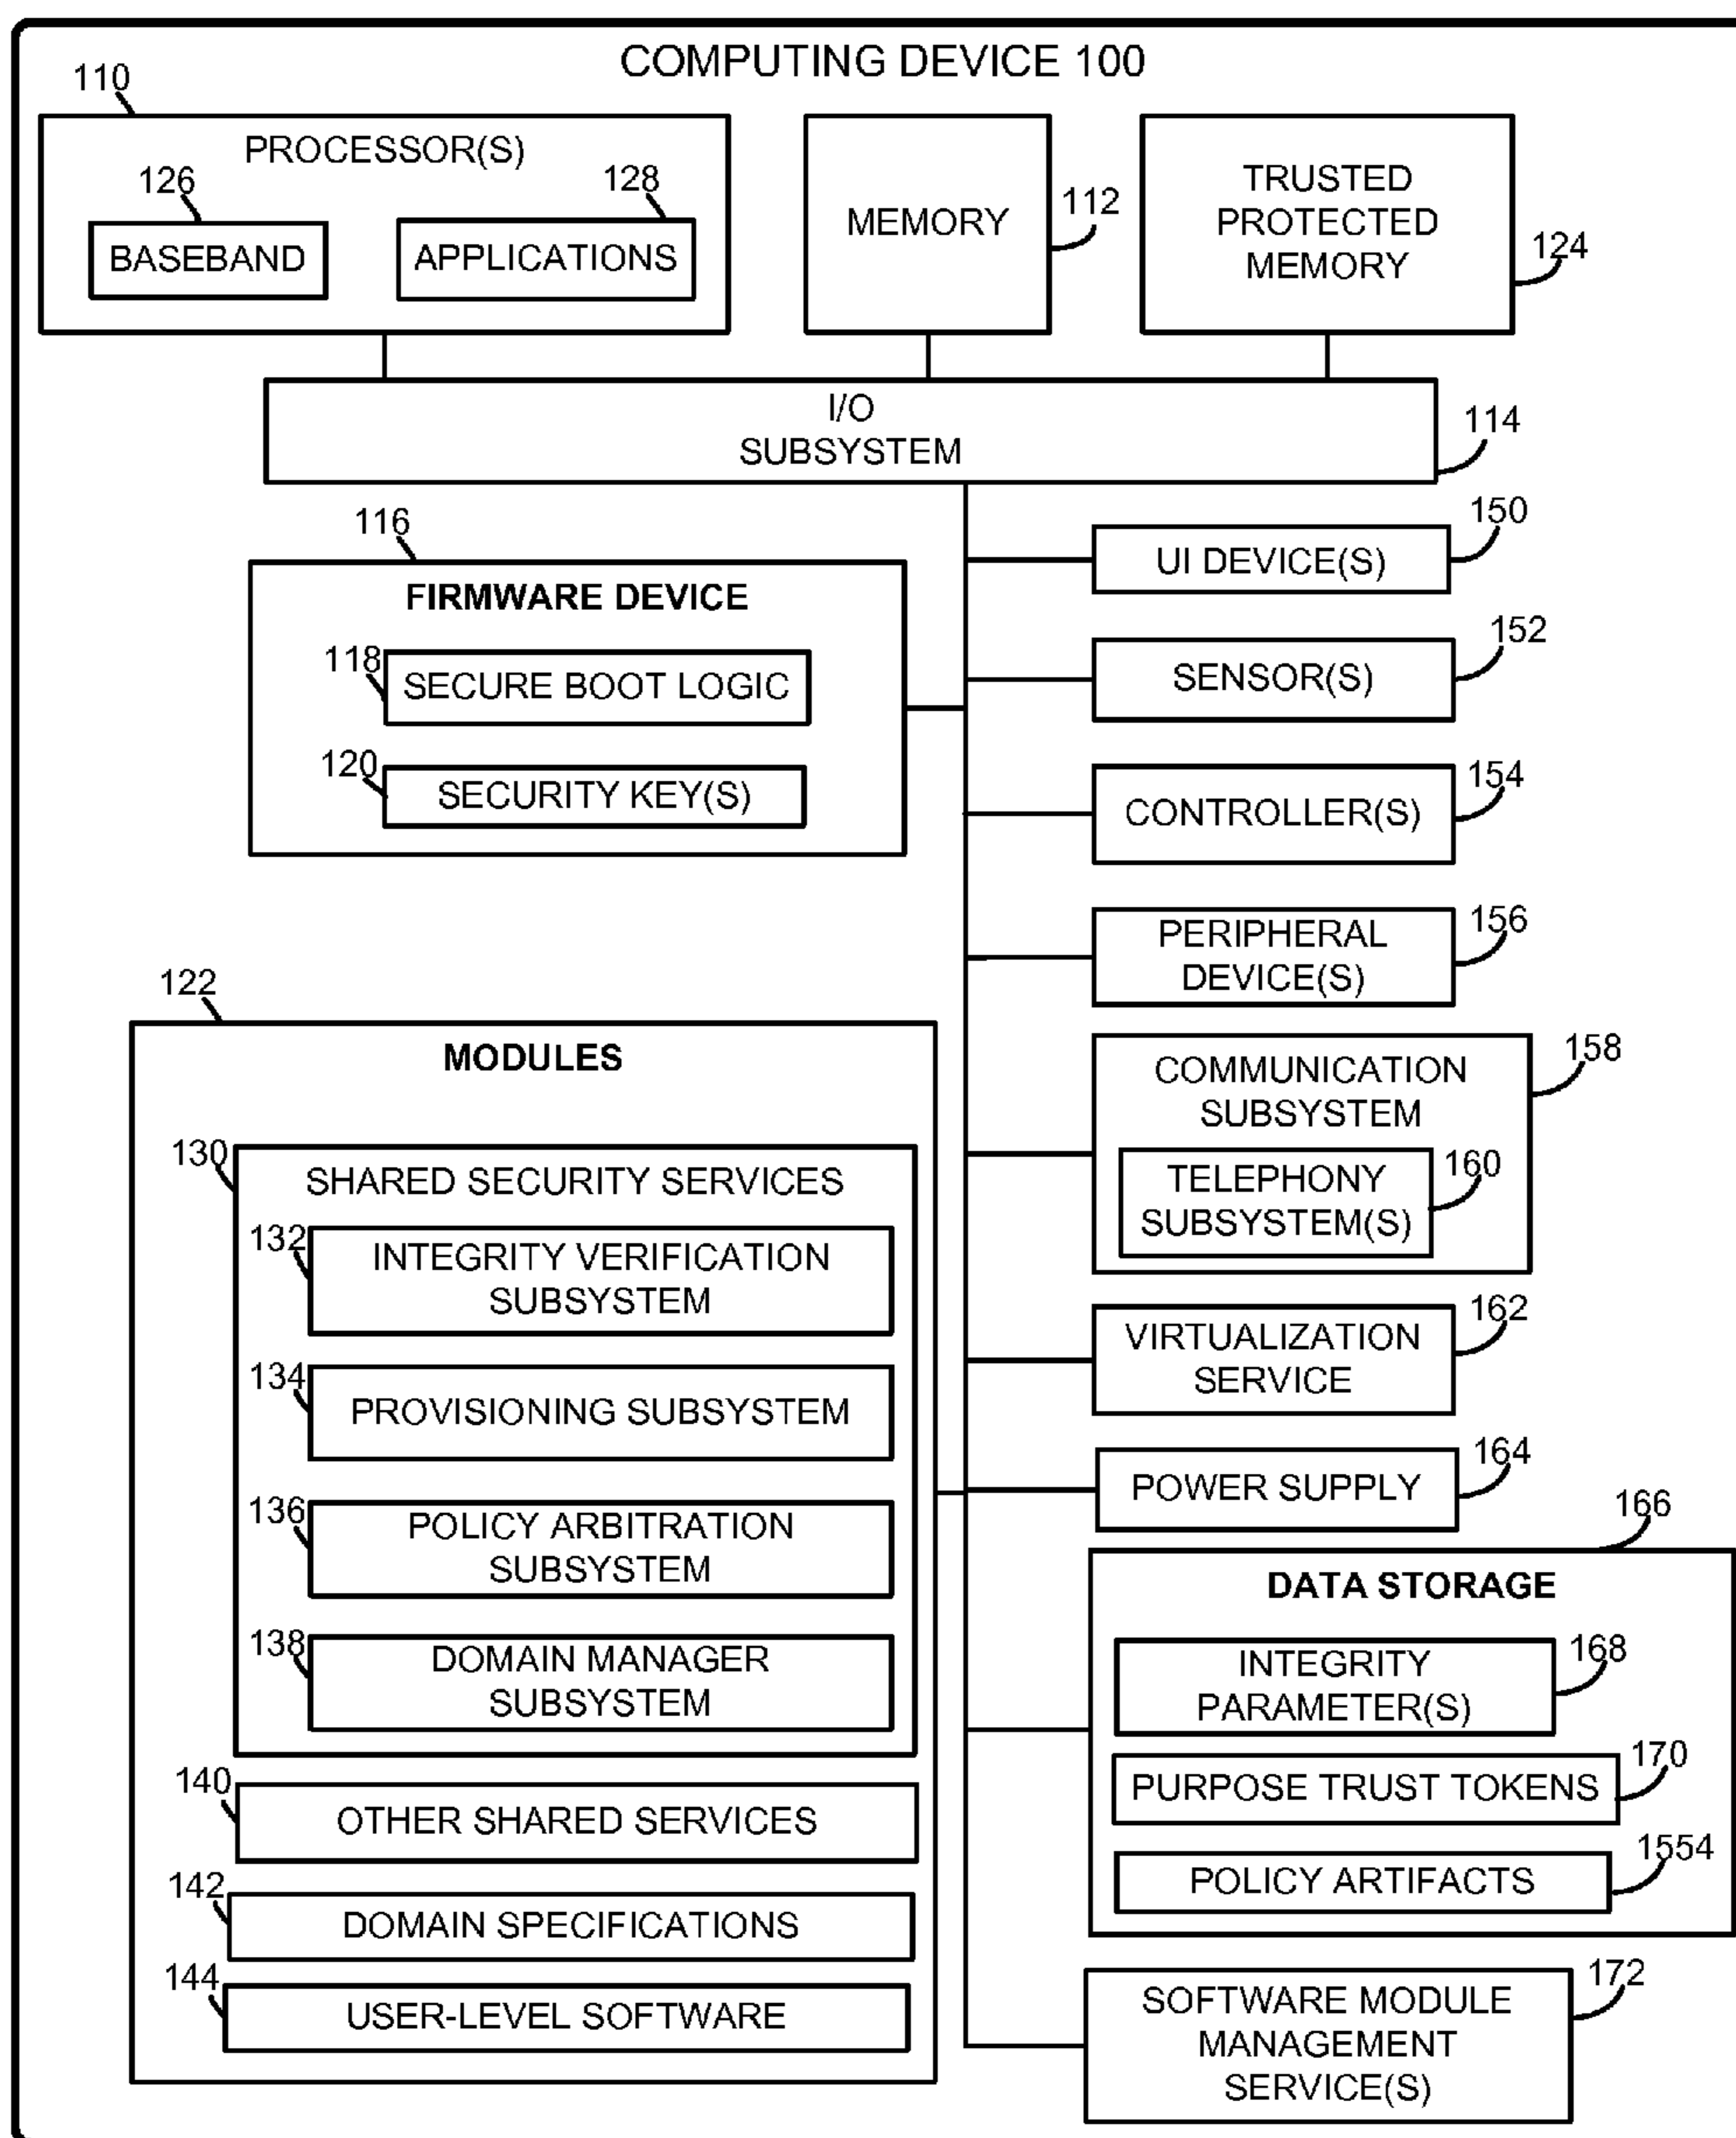 COMPUTING DEVICE 100
110
PROCESSOR(S)
126
BASEBAND
128
APPLICATIONS
MEMORY
112
TRUSTED
PROTECTED
MEMORY
124
I/O
SUBSYSTEM
114
116
FIRMWARE DEVICE
118
SECURE BOOT LOGIC
120
SECURITY KEY(S)
122
MODULES
130
SHARED SECURITY SERVICES
132
INTEGRITY VERIFICATION
SUBSYSTEM
134
PROVISIONING SUBSYSTEM
136
POLICY ARBITRATION
SUBSYSTEM
138
DOMAIN MANAGER
SUBSYSTEM
140
OTHER SHARED SERVICES
142
DOMAIN SPECIFICATIONS
144
USER-LEVEL SOFTWARE
150
UI DEVICE(S)
152
SENSOR(S)
154
CONTROLLER(S)
156
PERIPHERAL
DEVICE(S)
158
COMMUNICATION
SUBSYSTEM
160
TELEPHONY
SUBSYSTEM(S)
162
VIRTUALIZATION
SERVICE
164
POWER SUPPLY
166
DATA STORAGE
168
INTEGRITY
PARAMETER(S)
170
PURPOSE TRUST TOKENS
1554
POLICY ARTIFACTS
172
SOFTWARE MODULE
MANAGEMENT
SERVICE(S)